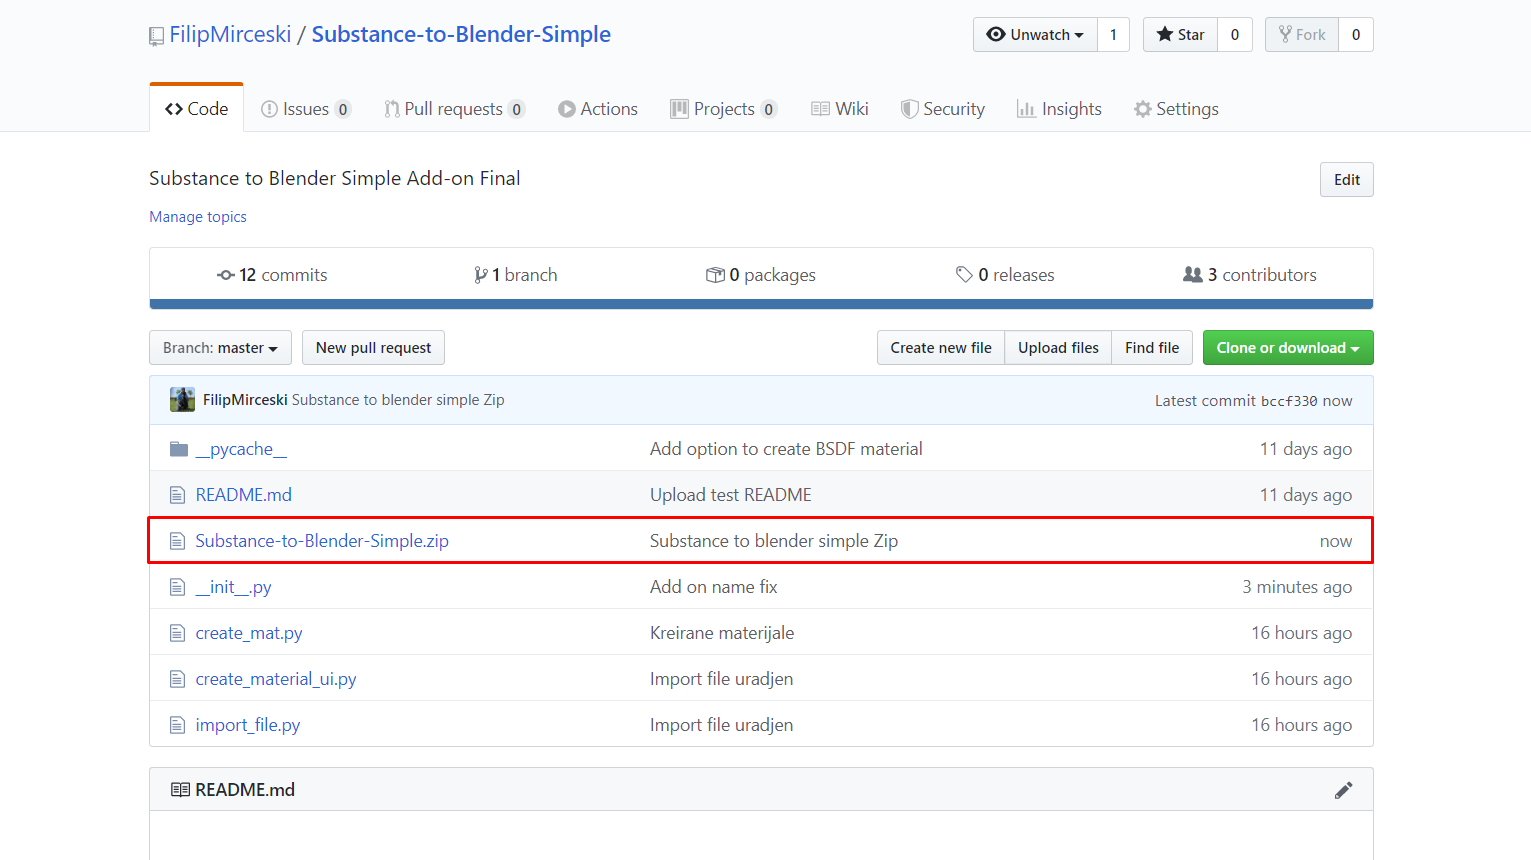 FilipMirceski / Substance-to-Blender-Simple
Unwatch 1 Star 0 Fork 0
Code Issues 0 Pull requests 0 Actions Projects 0 Wiki Security Insights Settings
Substance to Blender Simple Add-on Final
Edit
Manage topics
12 commits 1 branch 0 packages 0 releases 3 contributors
Branch: master New pull request Create new file Upload files Find file Clone or download
FilipMirceski Substance to blender simple Zip Latest commit bccf330 now
__pycache__ Add option to create BSDF material 11 days ago
README.md Upload test README 11 days ago
Substance-to-Blender-Simple.zip Substance to blender simple Zip now
__init__.py Add on name fix 3 minutes ago
create_mat.py Kreirane materijale 16 hours ago
create_material_ui.py Import file uradjen 16 hours ago
import_file.py Import file uradjen 16 hours ago
README.md